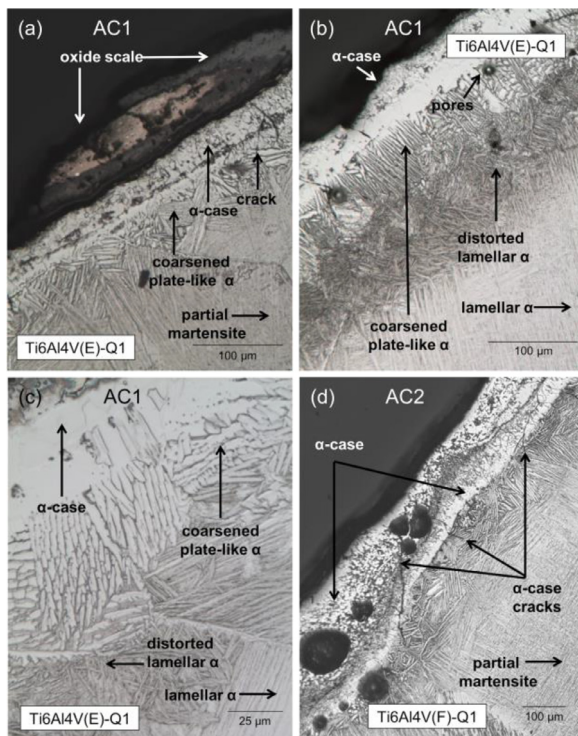 (a) AC1
oxide scale
α-case
crack
coarsened
plate-like α
partial
martensite
Ti6Al4V(E)-Q1
100 µm
(b) AC1
Ti6Al4V(E)-Q1
α-case
pores
distorted
lamellar α
lamellar α
coarsened
plate-like α
100 µm
(c) AC1
α-case
coarsened
plate-like α
distorted
lamellar α
lamellar α
Ti6Al4V(E)-Q1
25 µm
(d) AC2
α-case
α-case
cracks
partial
martensite
Ti6Al4V(F)-Q1
100 µm